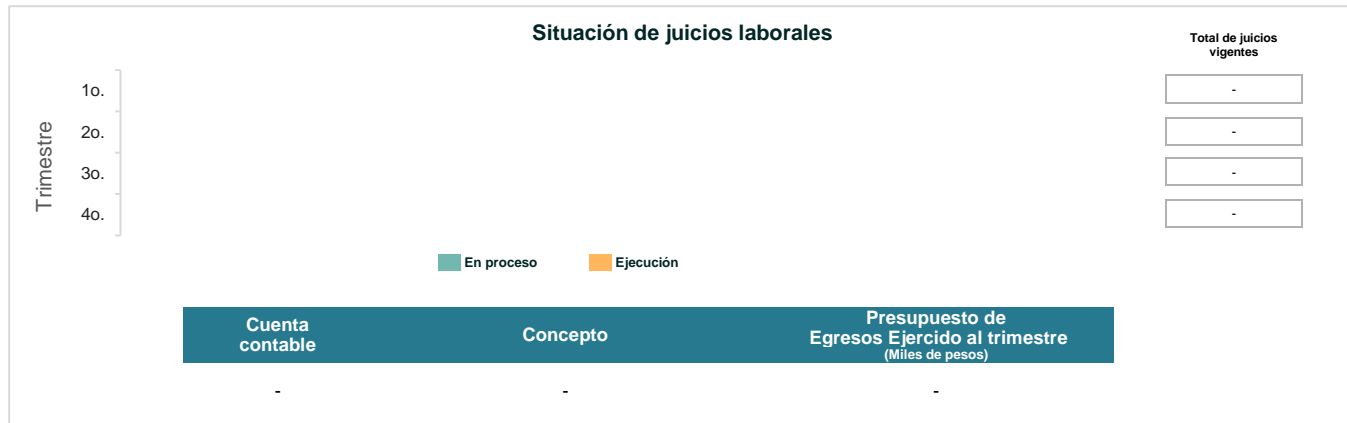 Situación de juicios laborales
Total de juicios
vigentes
Trimestre
1o.
-
2o.
-
3o.
-
4o.
-
En proceso
Ejecución
Cuenta
contable
Concepto
Presupuesto de
Egresos Ejercido al trimestre
(Miles de pesos)
-
-
-